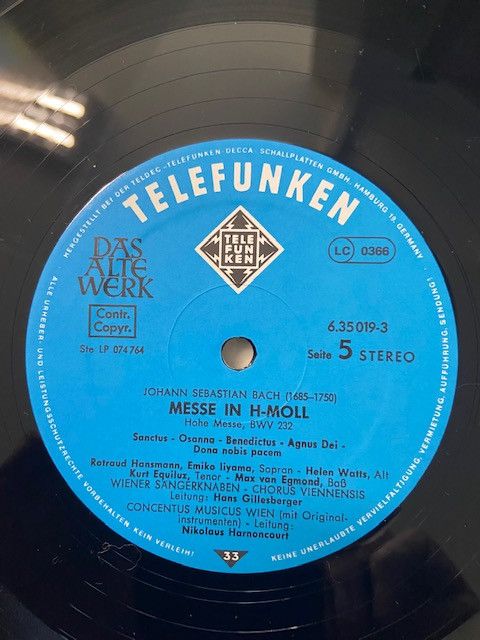 HERGESTELLT BEI DER TELDEC-»TELEFUNKEN-DECCA« SCHALLPLATTEN GMBH, HAMBURG 19, GERMANY
TELEFUNKEN
TELE
FUN
KEN
DAS
ALTE
WERK
LC 0366
Contr.
Copyr.
6.35 019-3
Ste LP 074 764
Seite 5 STEREO
JOHANN SEBASTIAN BACH (1685-1750)
MESSE IN H-MOLL
Hohe Messe, BWV 232
Sanctus - Osanna - Benedictus - Agnus Dei -
Dona nobis pacem
Rotraud Hansmann, Emiko Iiyama, Sopran - Helen Watts, Alt
Kurt Equiluz, Tenor - Max van Egmond, Baß
WIENER SÄNGERKNABEN - CHORUS VIENNENSIS
Leitung: Hans Gillesberger
CONCENTUS MUSICUS WIEN (mit Original-
instrumenten) - Leitung:
Nikolaus Harnoncourt
33
ALLE URHEBER- UND LEISTUNGSSCHUTZRECHTE VORBEHALTEN KEIN VERLEIH!
KEINE UNERLAUBTE VERVIELFÄLTIGUNG, VERMIETUNG, AUFFÜHRUNG, SENDUNG!